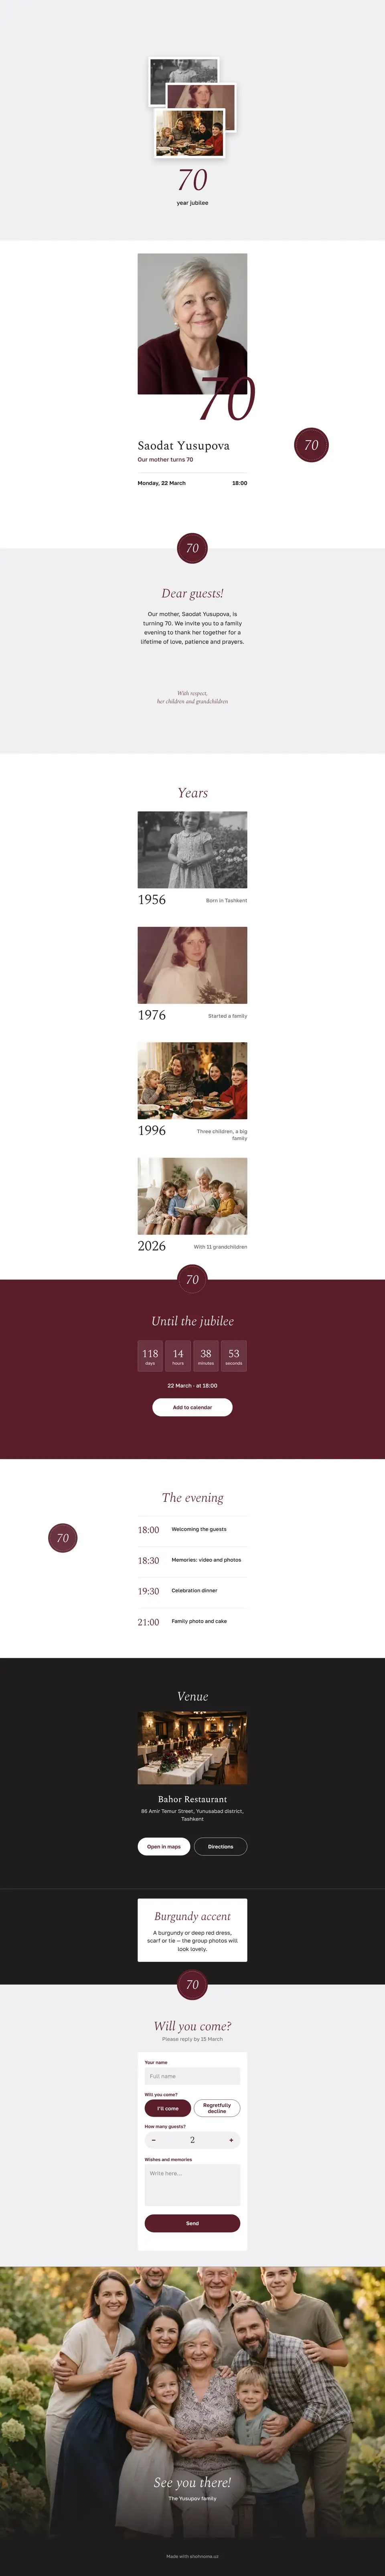 70
year jubilee
70
Saodat Yusupova
70
Our mother turns 70
Monday, 22 March 18:00
70
Dear guests!
Our mother, Saodat Yusupova, is
turning 70. We invite you to a family
evening to thank her together for a
lifetime of love, patience and prayers.
With respect,
her children and grandchildren
Years
1956 Born in Tashkent
1976 Started a family
1996 Three children, a big
family
2026 With 11 grandchildren
70
Until the jubilee
118 14 38 53
days hours minutes seconds
22 March · at 18:00
Add to calendar
The evening
18:00 Welcoming the guests
70
18:30 Memories: video and photos
19:30 Celebration dinner
21:00 Family photo and cake
Venue
Bahor Restaurant
86 Amir Temur Street, Yunusabad district,
Tashkent
Open in maps Directions
Burgundy accent
A burgundy or deep red dress,
scarf or tie — the group photos will
look lovely.
70
Will you come?
Please reply by 15 March
Your name
Full name
Will you come?
I'll come Regretfully
decline
How many guests?
− 2 +
Wishes and memories
Write here...
Send
See you there!
The Yusupov family
Made with shohnoma.uz